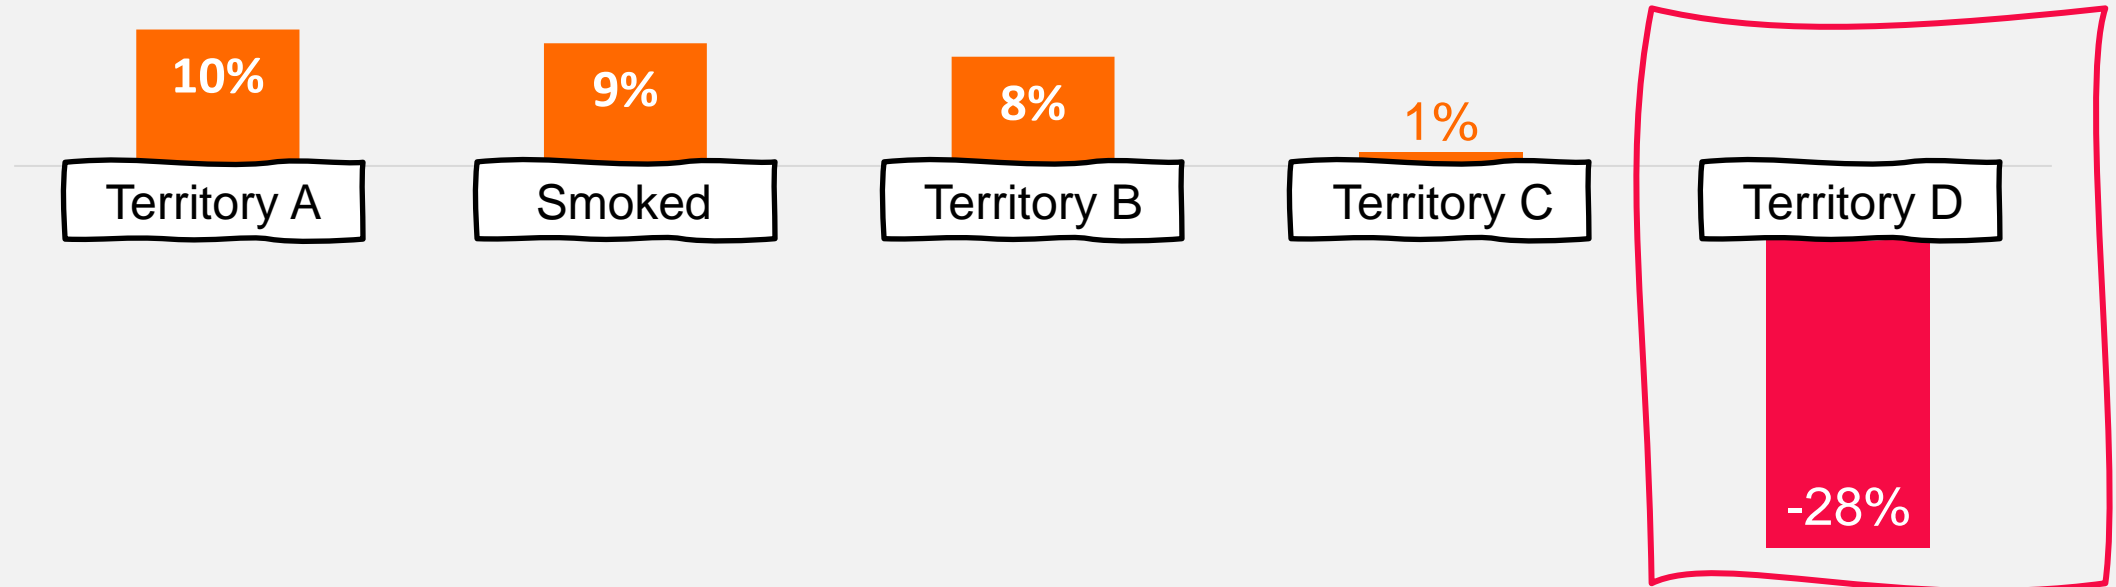 10%
9%
8%
1%
Territory A
Smoked
Territory B
Territory C
Territory D
-28%